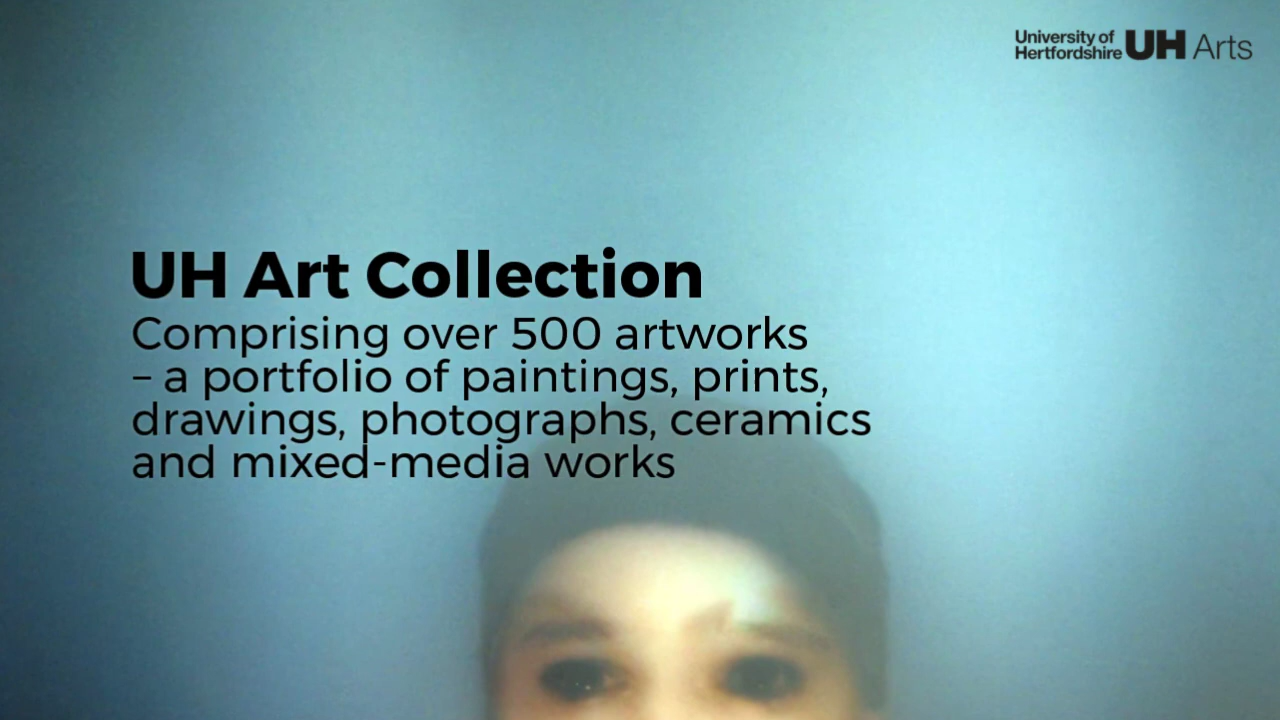 University of
Hertfordshire UH Arts
UH Art Collection
Comprising over 500 artworks
– a portfolio of paintings, prints,
drawings, photographs, ceramics
and mixed-media works